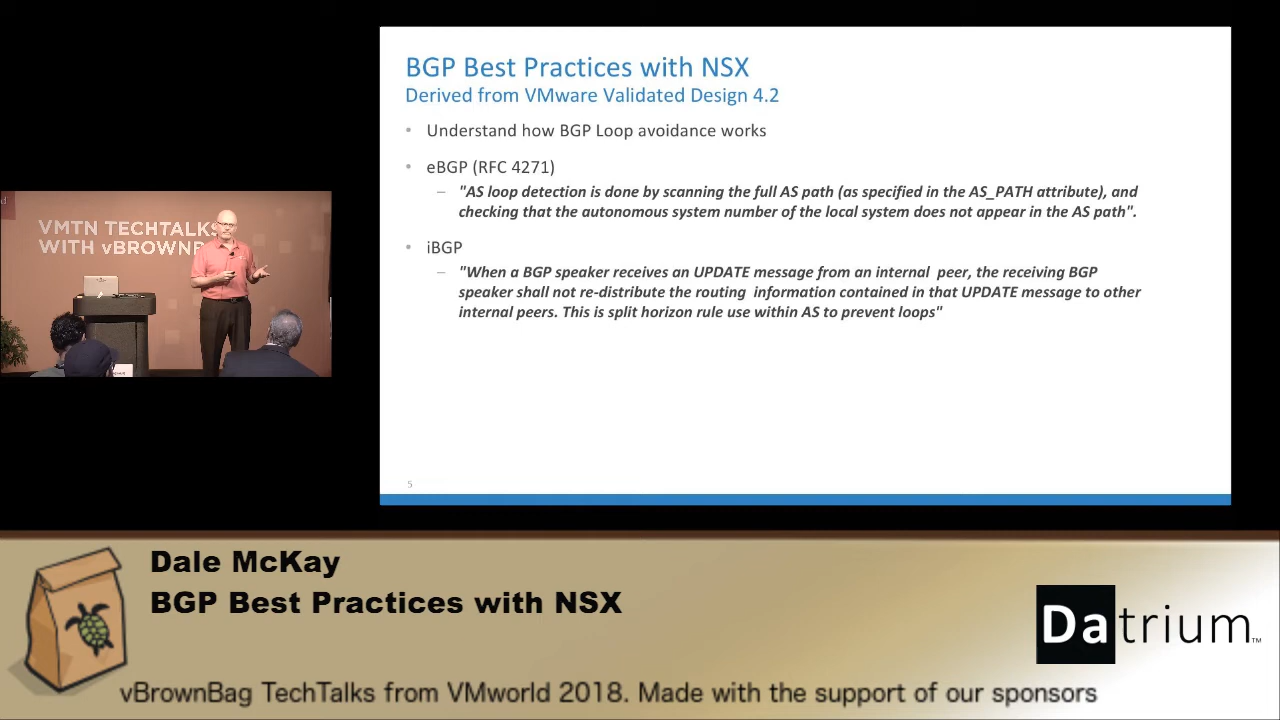 BGP Best Practices with NSX
Derived from VMware Validated Design 4.2
Understand how BGP Loop avoidance works
eBGP (RFC 4271)
"AS loop detection is done by scanning the full AS path (as specified in the AS_PATH attribute), and
checking that the autonomous system number of the local system does not appear in the AS path".
iBGP
"When a BGP speaker receives an UPDATE message from an internal peer, the receiving BGP
speaker shall not re-distribute the routing information contained in that UPDATE message to other
internal peers. This is split horizon rule use within AS to prevent loops"
5
VMTN TECHTALKS
WITH vBROWNB
Dale McKay
BGP Best Practices with NSX
Datrium™
vBrownBag TechTalks from VMworld 2018. Made with the support of our sponsors